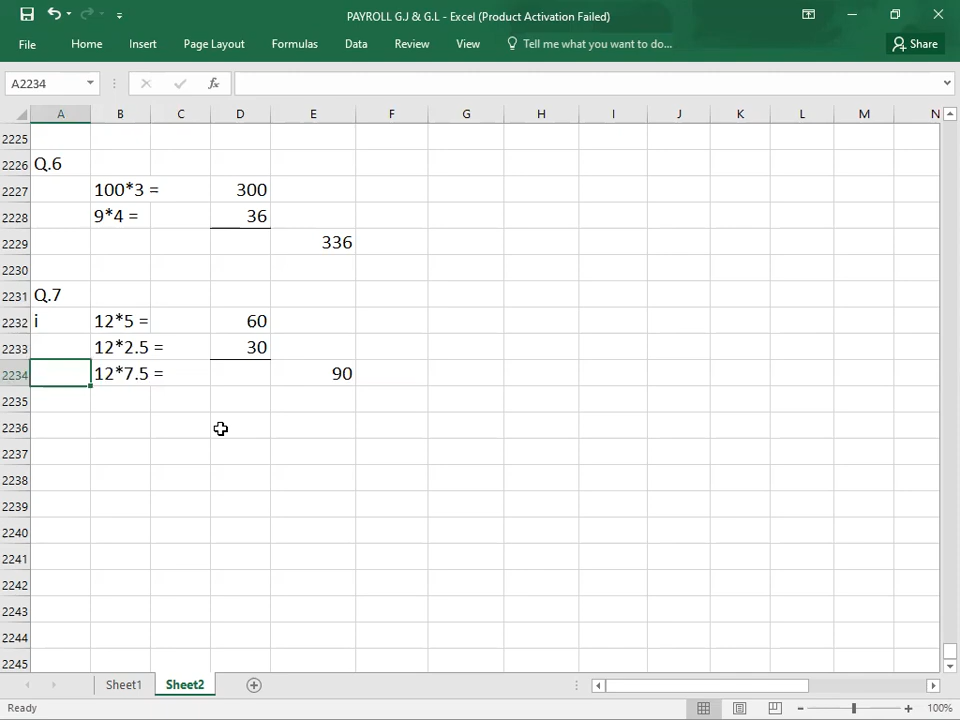 PAYROLL G.J & G.L - Excel (Product Activation Failed)
File Home Insert Page Layout Formulas Data Review View Tell me what you want to do... Share
A2234 fx
A B C D E F G H I J K L M N
2225
2226 Q.6
2227 100*3 = 300
2228 9*4 = 36
2229 336
2230
2231 Q.7
2232 i 12*5 = 60
2233 12*2.5 = 30
2234 12*7.5 = 90
2235
2236
2237
2238
2239
2240
2241
2242
2243
2244
2245
Sheet1 Sheet2
Ready 100%